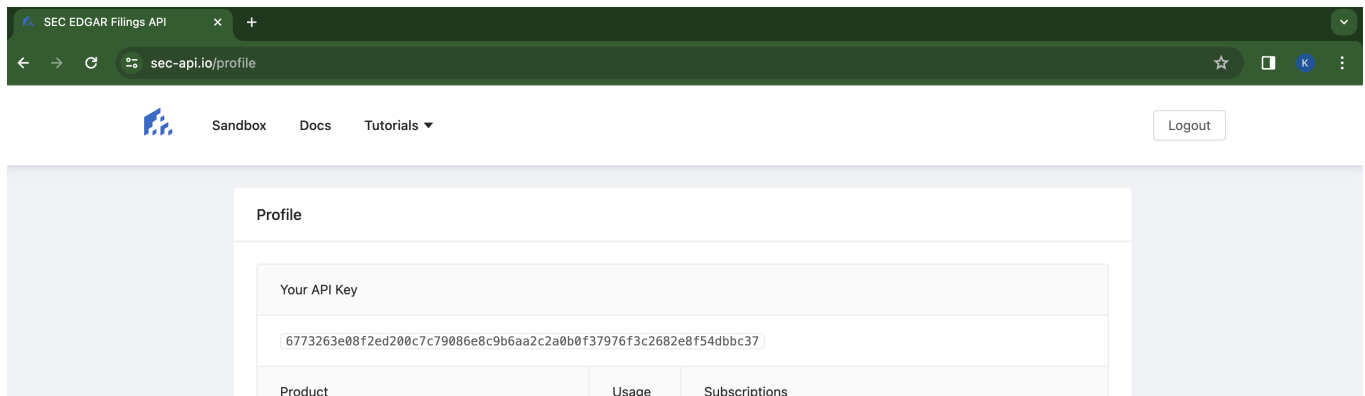 SEC EDGAR Filings API
sec-api.io/profile
K
Sandbox Docs Tutorials
Logout
Profile
Your API Key
6773263e08f2ed200c7c79086e8c9b6aa2c2a0b0f37976f3c2682e8f54dbbc37
Product Usage Subscriptions